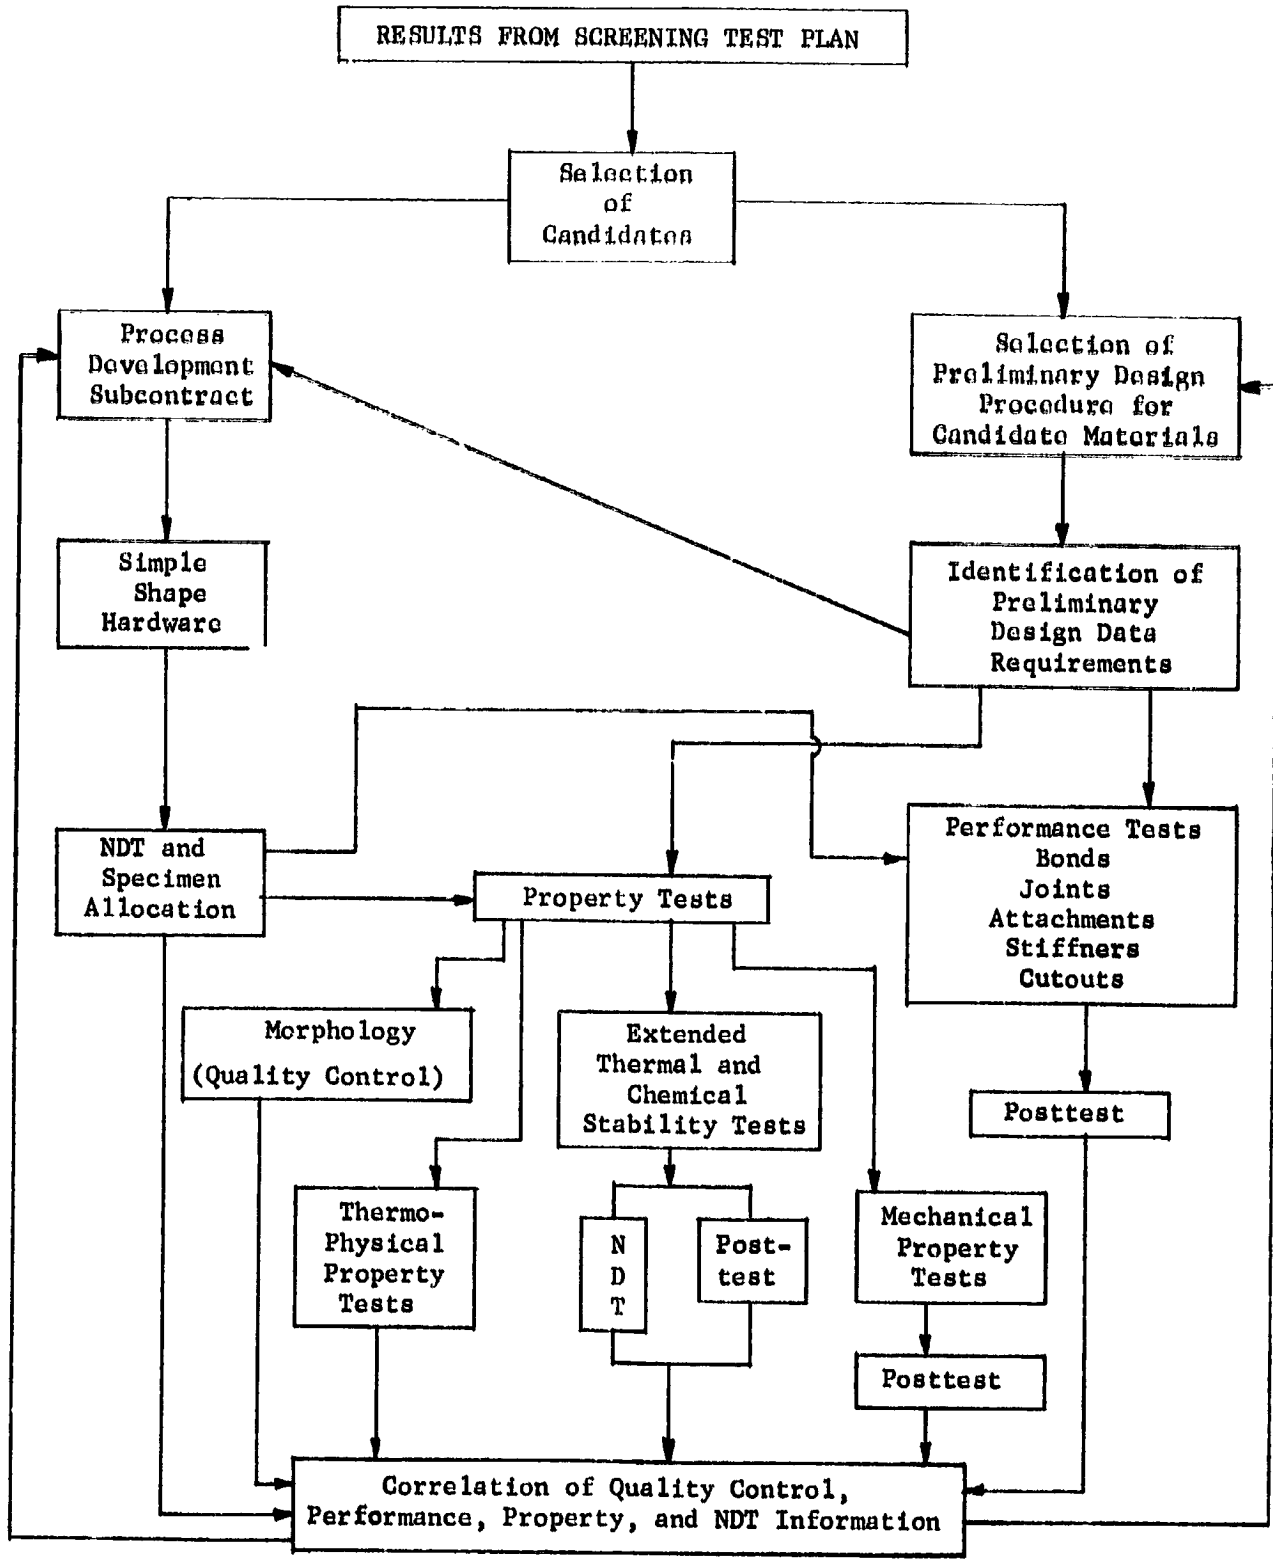 RESULTS FROM SCREENING TEST PLAN
Selection
of
Candidates
Process
Development
Subcontract
Selection of
Preliminary Design
Procedure for
Candidate Materials
Simple
Shape
Hardware
Identification of
Preliminary
Design Data
Requirements
NDT and
Specimen
Allocation
Property Tests
Performance Tests
Bonds
Joints
Attachments
Stiffners
Cutouts
Morphology
(Quality Control)
Extended
Thermal and
Chemical
Stability Tests
Posttest
Thermo-
Physical
Property
Tests
N
D
T
Post-
test
Mechanical
Property
Tests
Posttest
Correlation of Quality Control,
Performance, Property, and NDT Information